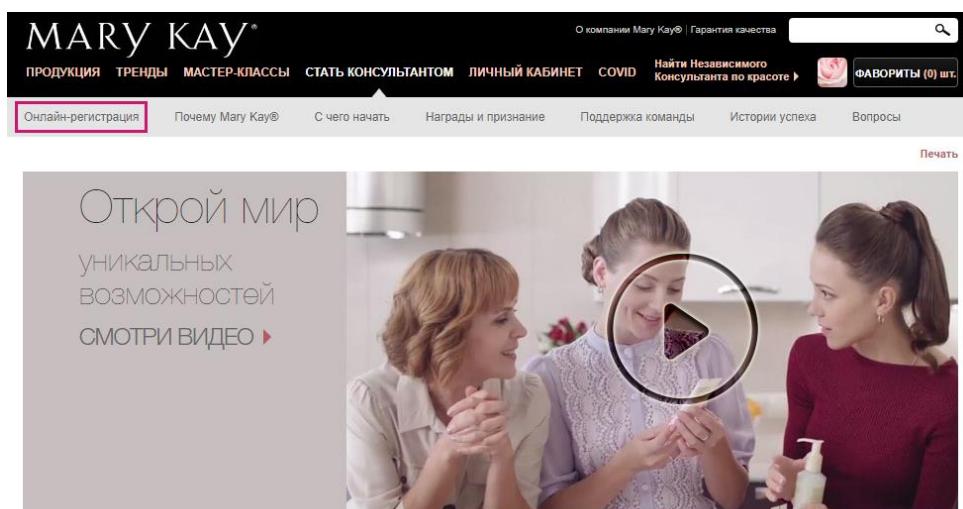 MARY KAY®
О компании Mary Kay® | Гарантия качества
ПРОДУКЦИЯ ТРЕНДЫ МАСТЕР-КЛАССЫ СТАТЬ КОНСУЛЬТАНТОМ ЛИЧНЫЙ КАБИНЕТ COVID
Найти Независимого
Консультанта по красоте
ФАВОРИТЫ (0) шт.
Онлайн-регистрация Почему Mary Kay® С чего начать Награды и признание Поддержка команды Истории успеха Вопросы
Печать
Открой мир
уникальных
возможностей
СМОТРИ ВИДЕО